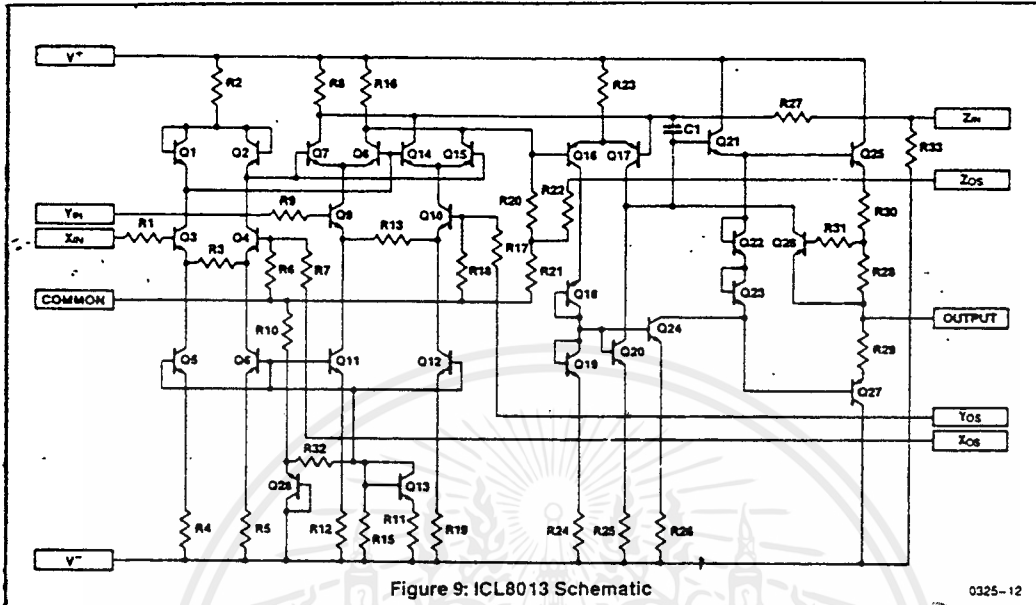 V+
R2
R8
R16
R23
R27
ZIN
C1
Q21
Q1
Q2
Q7
Q8
Q14
Q15
Q16
Q17
Q25
R33
ZOS
R22
R20
R30
YIN
R9
Q9
R13
Q10
R1
XIN
Q3
R3
Q4
R17
Q22
Q26
R31
R6
R7
R18
R21
R28
COMMON
Q23
Q18
OUTPUT
R10
Q24
Q5
Q6
Q11
Q12
Q19
Q20
R29
Q27
YOS
XOS
R32
Q28
Q13
R4
R5
R12
R15
R11
R19
R24
R25
R26
V-
Figure 9: ICL8013 Schematic
0325-12